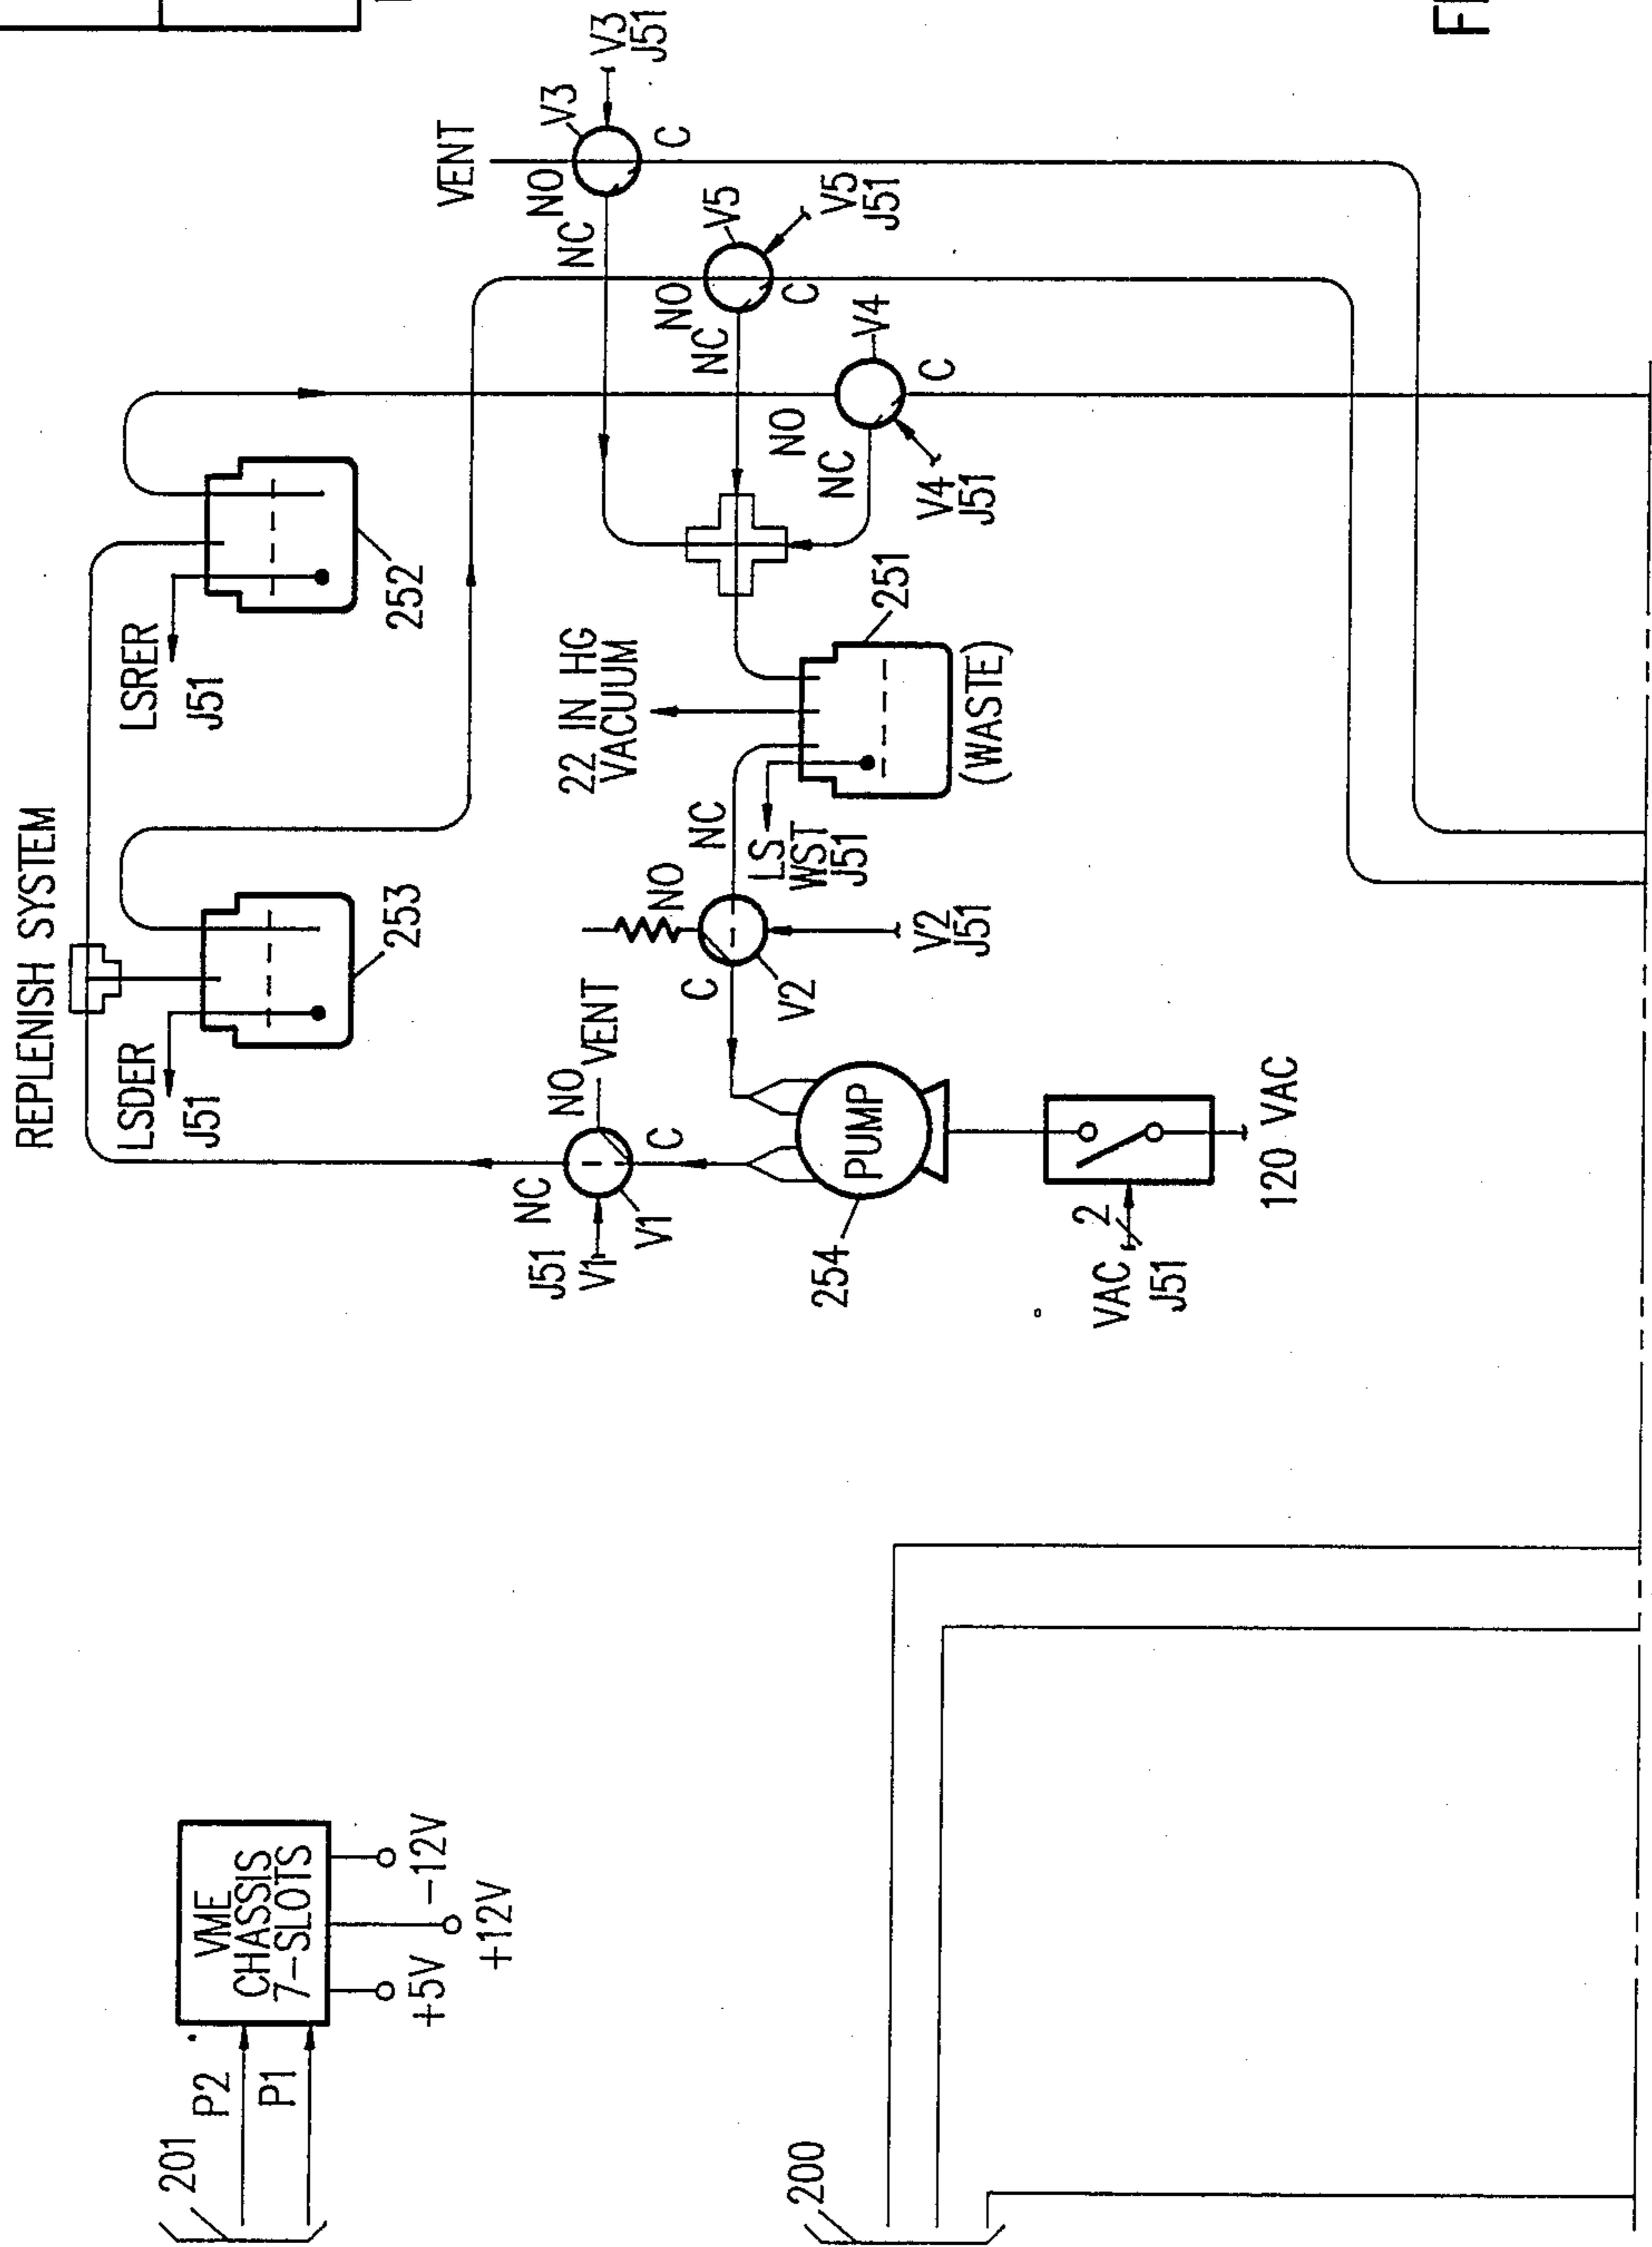 REPLENISH SYSTEM
LSDER
J51
253
LSRER
J51
252
VENT
NO
V3
V3
J51
NC
C
NO
V5
V5
J51
NC
C
NO
V4
NC
C
V4
J51
22 IN HG
VACUUM
251
(WASTE)
LS
WST
J51
NC
NO
C
V2
V2
J51
NO
VENT
NC
C
J51
V1
V1
PUMP
254
VAC
2
J51
120 VAC
201
P2
P1
VME
CHASSIS
7-SLOTS
+5V
-12V
+12V
200